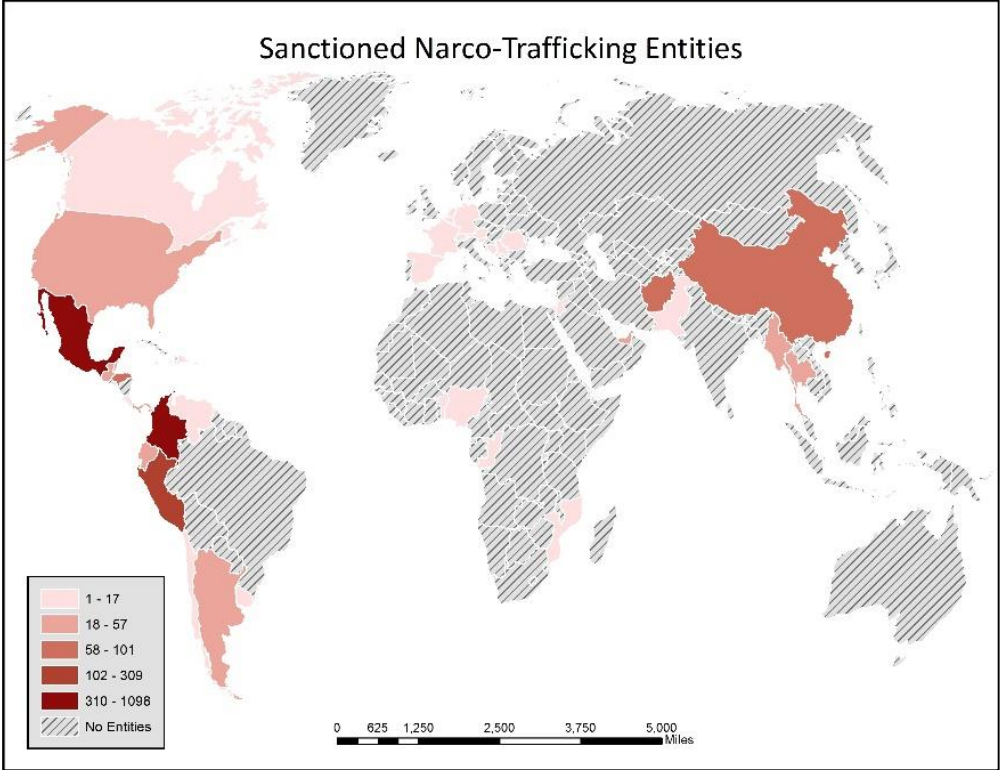 Sanctioned Narco-Trafficking Entities
1 - 17
18 - 57
58 - 101
102 - 309
310 - 1098
No Entities
0 625 1,250 2,500 3,750 5,000
Miles